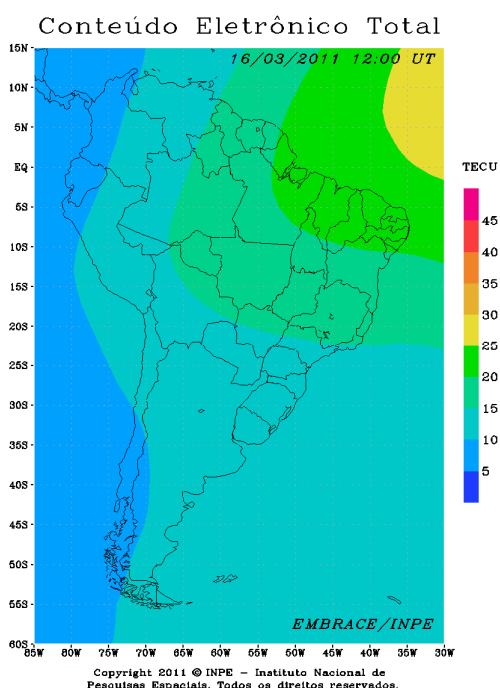 Conteúdo Eletrônico Total
16/03/2011 12:00 UT
15N
10N
5N
EQ
5S
10S
15S
20S
25S
30S
35S
40S
45S
50S
55S
60S
85W 80W 75W 70W 65W 60W 55W 50W 45W 40W 35W 30W
TECU
45
40
35
30
25
20
15
10
5
EMBRACE/INPE
Copyright 2011 © INPE – Instituto Nacional de
Pesquisas Espaciais. Todos os direitos reservados.